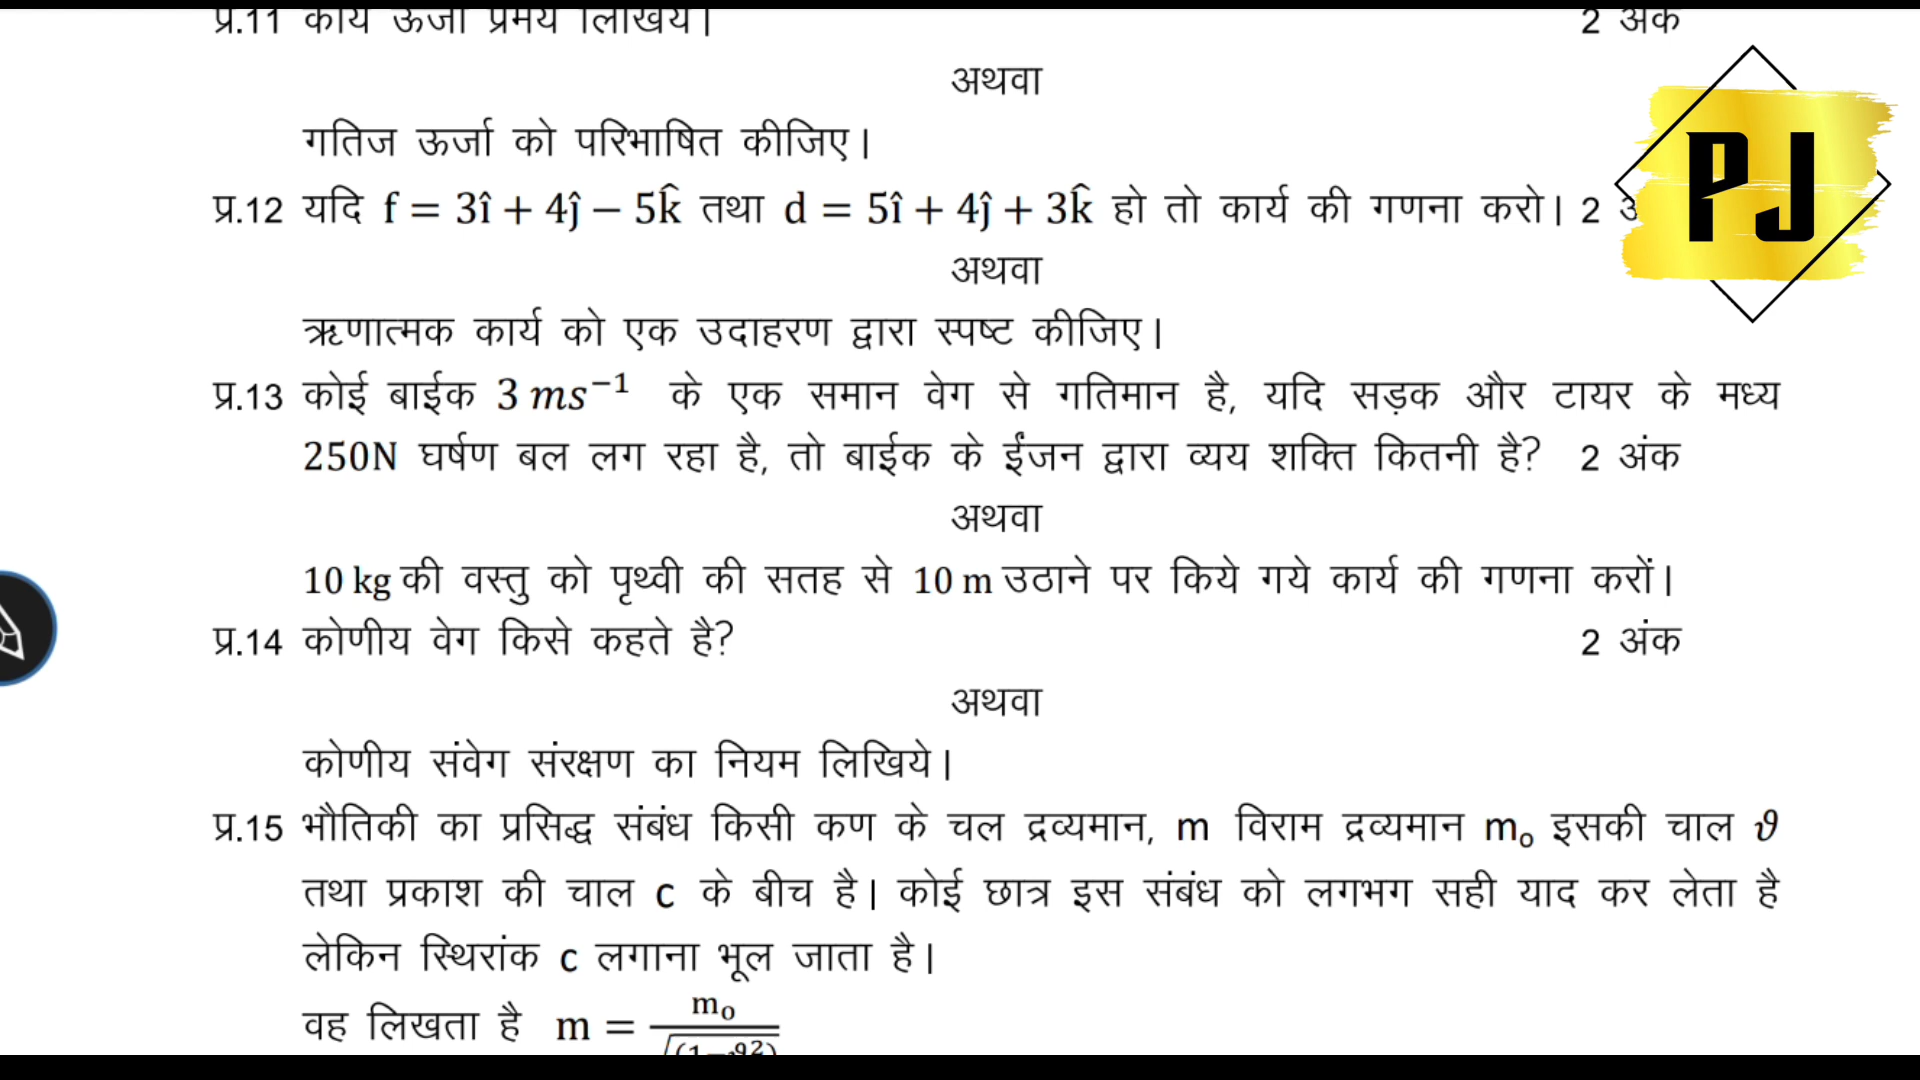 प्र.11 कार्य ऊर्जा प्रमेय लिखिये। 2 अंक
अथवा
गतिज ऊर्जा को परिभाषित कीजिए।
प्र.12 यदि f = 3î + 4ĵ − 5k̂ तथा d = 5î + 4ĵ + 3k̂ हो तो कार्य की गणना करो। 2
अथवा
ऋणात्मक कार्य को एक उदाहरण द्वारा स्पष्ट कीजिए।
प्र.13 कोई बाईक 3 ms⁻¹ के एक समान वेग से गतिमान है, यदि सड़क और टायर के मध्य
250N घर्षण बल लग रहा है, तो बाईक के ईंजन द्वारा व्यय शक्ति कितनी है? 2 अंक
अथवा
10 kg की वस्तु को पृथ्वी की सतह से 10 m उठाने पर किये गये कार्य की गणना करों।
प्र.14 कोणीय वेग किसे कहते है? 2 अंक
अथवा
कोणीय संवेग संरक्षण का नियम लिखिये।
प्र.15 भौतिकी का प्रसिद्ध संबंध किसी कण के चल द्रव्यमान, m विराम द्रव्यमान mₒ इसकी चाल ϑ
तथा प्रकाश की चाल c के बीच है। कोई छात्र इस संबंध को लगभग सही याद कर लेता है
लेकिन स्थिरांक c लगाना भूल जाता है।
वह लिखता है m = m₀ / √(1−ϑ²)
PJ